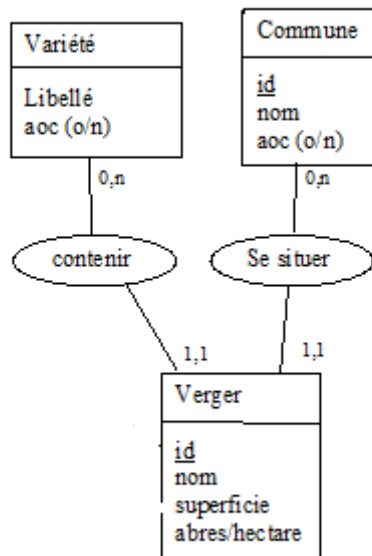 Variété
Libellé
aoc (o/n)
0,n
contenir
1,1
Commune
id
nom
aoc (o/n)
0,n
Se situer
1,1
Verger
id
nom
superficie
abres/hectare